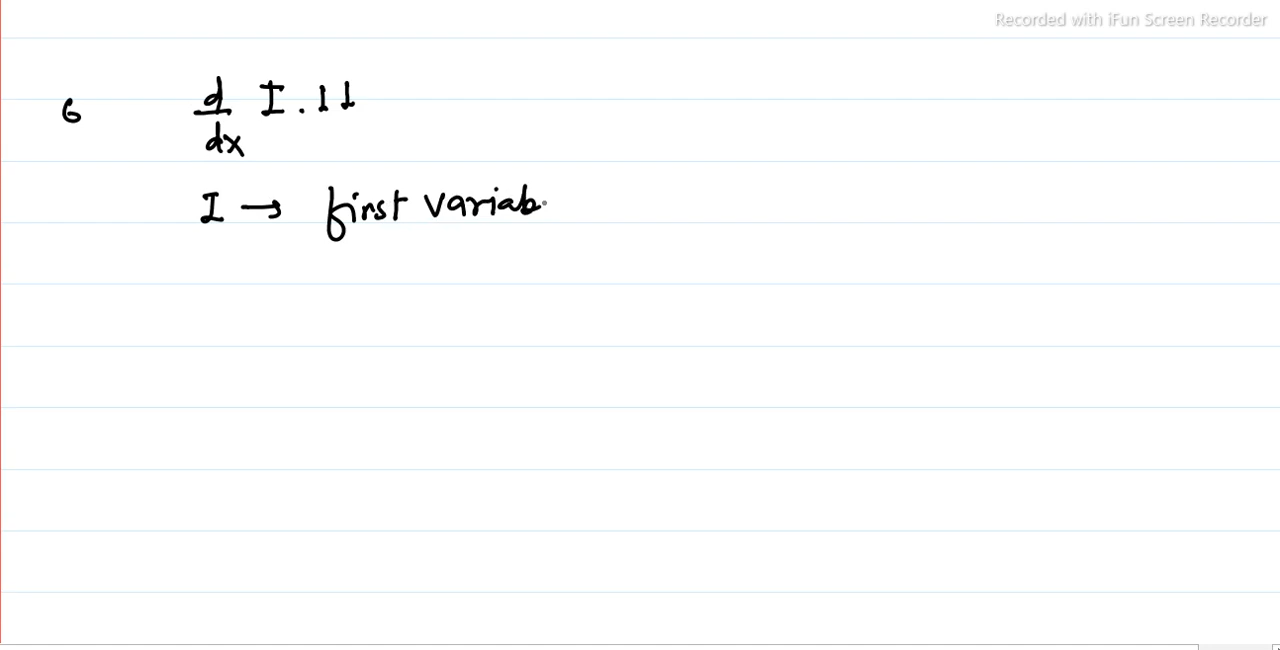 Recorded with iFun Screen Recorder
6 d/dx I . II
I → first variab